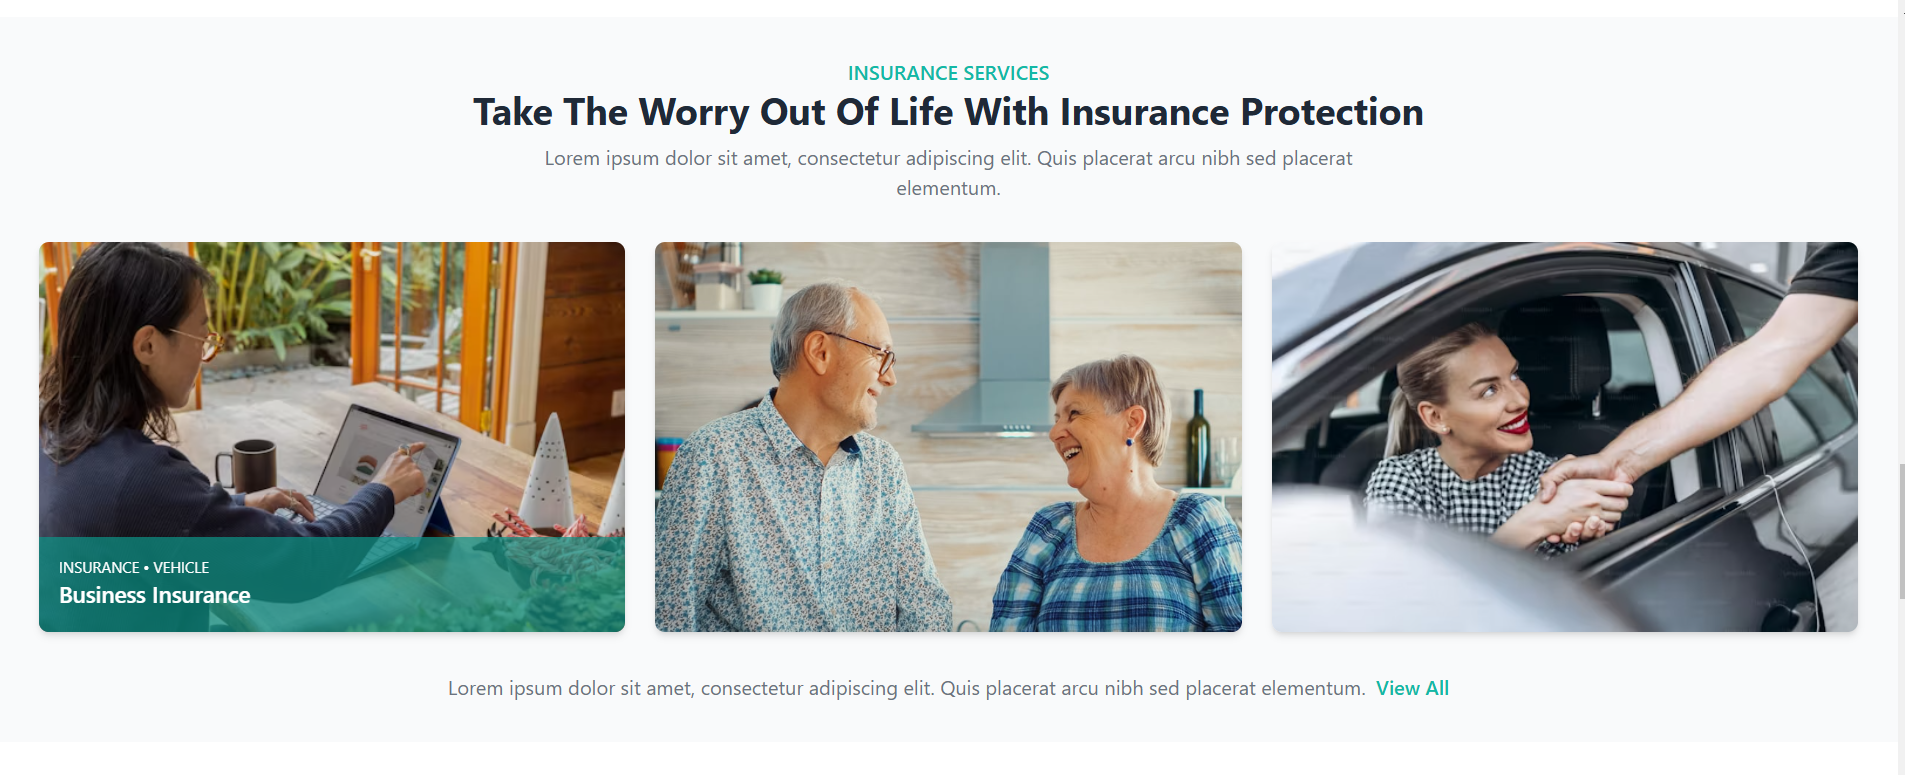 INSURANCE SERVICES
Take The Worry Out Of Life With Insurance Protection
Lorem ipsum dolor sit amet, consectetur adipiscing elit. Quis placerat arcu nibh sed placerat
elementum.
INSURANCE • VEHICLE
Business Insurance
Lorem ipsum dolor sit amet, consectetur adipiscing elit. Quis placerat arcu nibh sed placerat elementum. View All